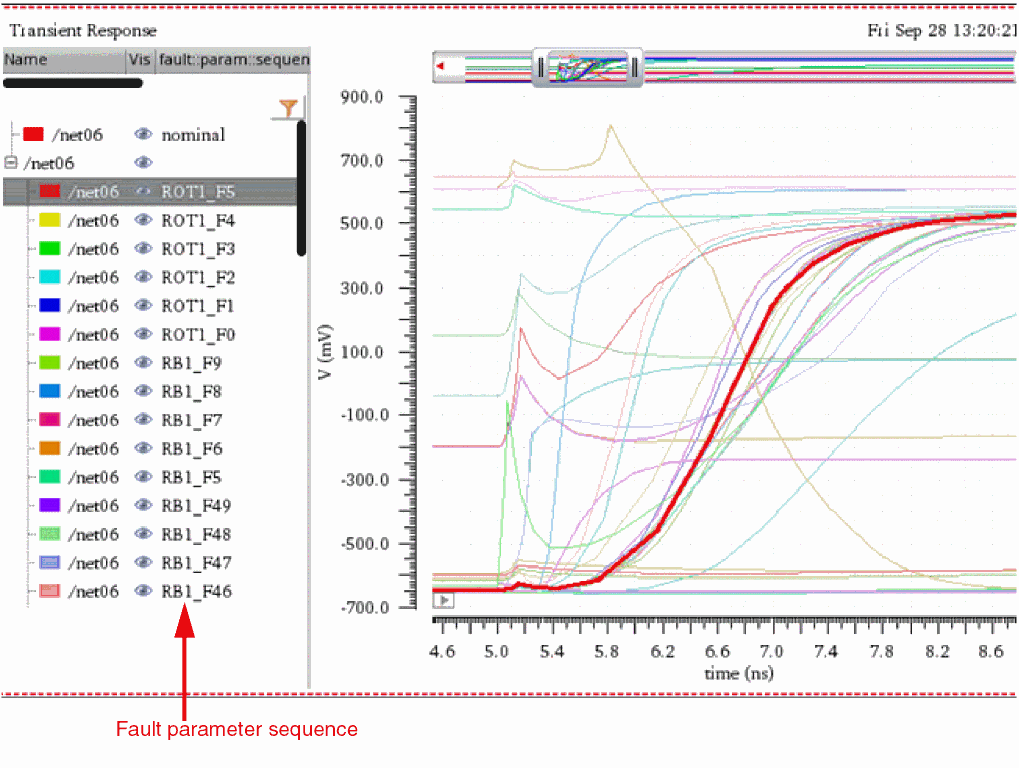 Transient Response
Fri Sep 28 13:20:21
Name Vis fault::param::sequen
/net06 nominal
/net06
/net06 ROT1_F5
/net06 ROT1_F4
/net06 ROT1_F3
/net06 ROT1_F2
/net06 ROT1_F1
/net06 ROT1_F0
/net06 RB1_F9
/net06 RB1_F8
/net06 RB1_F7
/net06 RB1_F6
/net06 RB1_F5
/net06 RB1_F49
/net06 RB1_F48
/net06 RB1_F47
/net06 RB1_F46
Fault parameter sequence
V (mV)
900.0
700.0
500.0
300.0
100.0
-100.0
-300.0
-500.0
-700.0
4.6 5.0 5.4 5.8 6.2 6.6 7.0 7.4 7.8 8.2 8.6
time (ns)